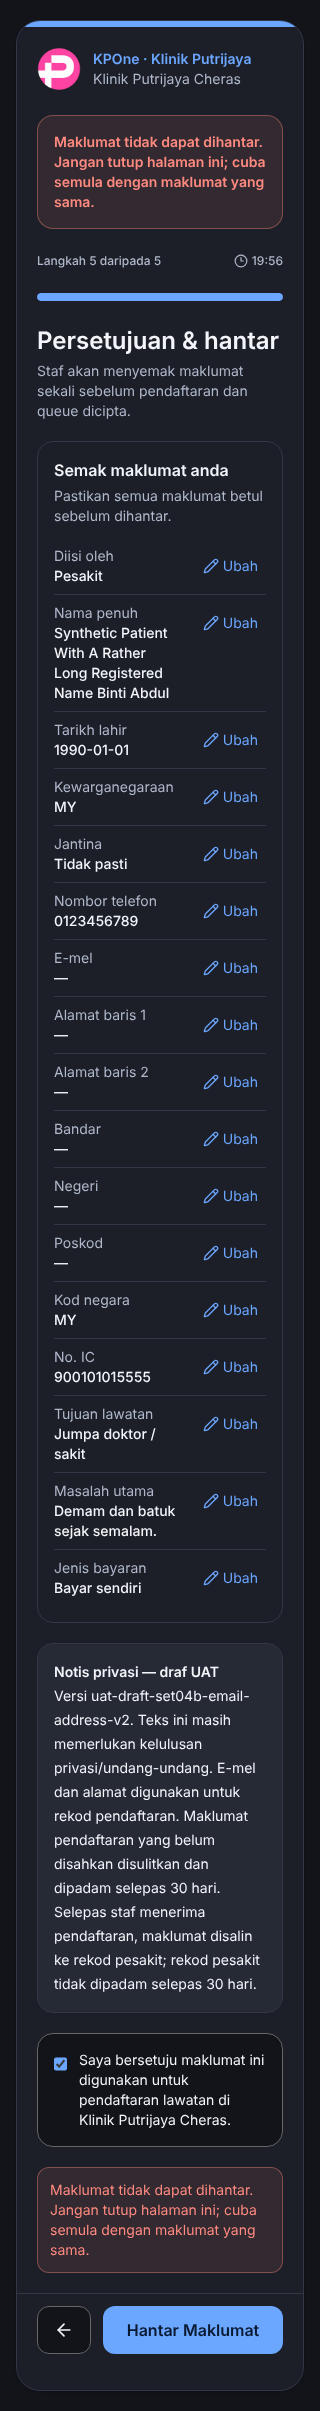 KPOne · Klinik Putrijaya
Klinik Putrijaya Cheras
Maklumat tidak dapat dihantar.
Jangan tutup halaman ini; cuba
semula dengan maklumat yang
sama.
Langkah 5 daripada 5
19:56
Persetujuan & hantar
Staf akan menyemak maklumat
sekali sebelum pendaftaran dan
queue dicipta.
Semak maklumat anda
Pastikan semua maklumat betul
sebelum dihantar.
Diisi oleh
Pesakit
Ubah
Nama penuh
Synthetic Patient
With A Rather
Long Registered
Name Binti Abdul
Ubah
Tarikh lahir
1990-01-01
Ubah
Kewarganegaraan
MY
Ubah
Jantina
Tidak pasti
Ubah
Nombor telefon
0123456789
Ubah
E-mel
—
Ubah
Alamat baris 1
—
Ubah
Alamat baris 2
—
Ubah
Bandar
—
Ubah
Negeri
—
Ubah
Poskod
—
Ubah
Kod negara
MY
Ubah
No. IC
900101015555
Ubah
Tujuan lawatan
Jumpa doktor /
sakit
Ubah
Masalah utama
Demam dan batuk
sejak semalam.
Ubah
Jenis bayaran
Bayar sendiri
Ubah
Notis privasi — draf UAT
Versi uat-draft-set04b-email-
address-v2. Teks ini masih
memerlukan kelulusan
privasi/undang-undang. E-mel
dan alamat digunakan untuk
rekod pendaftaran. Maklumat
pendaftaran yang belum
disahkan disulitkan dan
dipadam selepas 30 hari.
Selepas staf menerima
pendaftaran, maklumat disalin
ke rekod pesakit; rekod pesakit
tidak dipadam selepas 30 hari.
Saya bersetuju maklumat ini
digunakan untuk
pendaftaran lawatan di
Klinik Putrijaya Cheras.
Maklumat tidak dapat dihantar.
Jangan tutup halaman ini; cuba
semula dengan maklumat yang
sama.
Hantar Maklumat